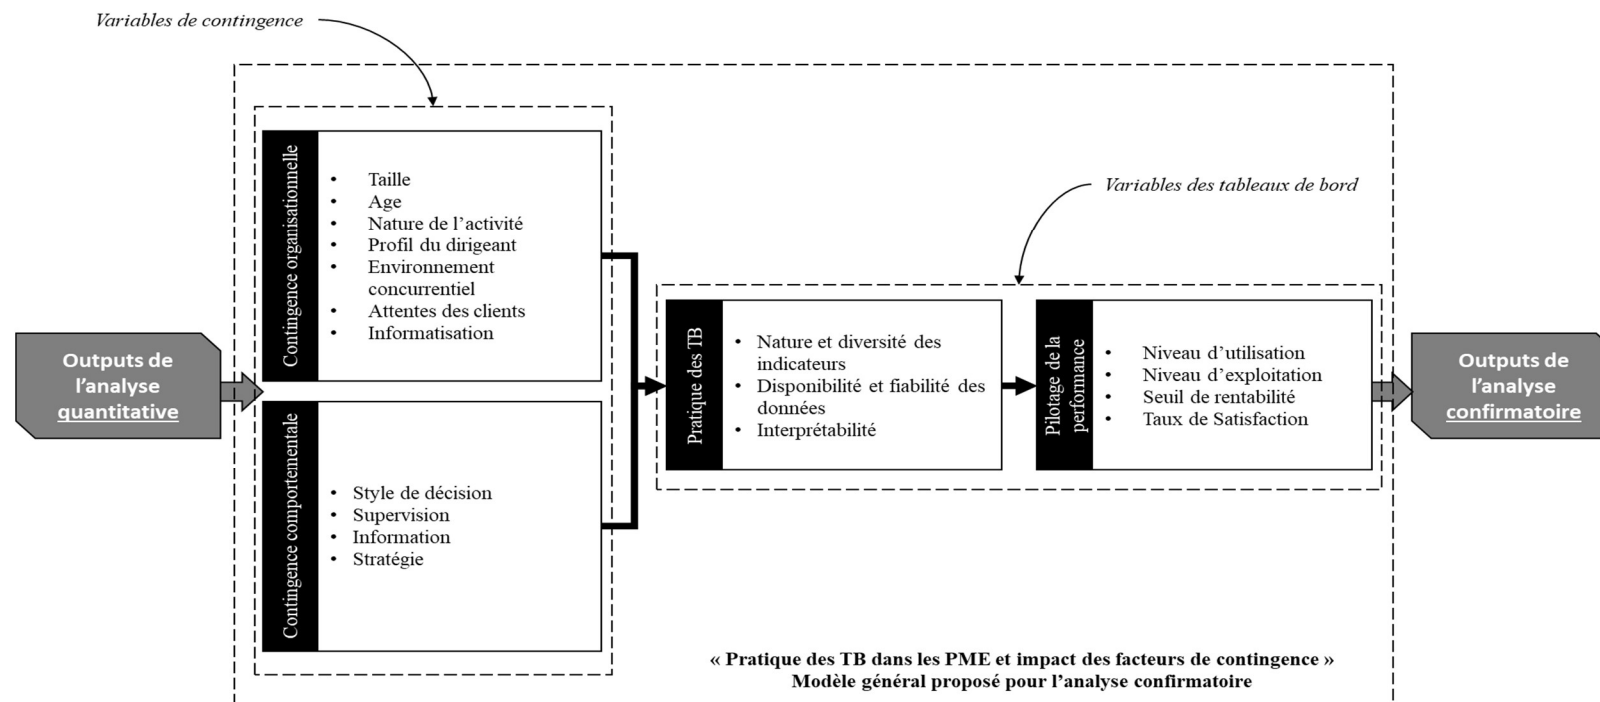 Variables de contingence
Contingence organisationnelle
• Taille
• Age
• Nature de l’activité
• Profil du dirigeant
• Environnement
concurrentiel
• Attentes des clients
• Informatisation
Variables des tableaux de bord
Outputs de
l’analyse
quantitative
Pratique des TB
• Nature et diversité des
indicateurs
• Disponibilité et fiabilité des
données
• Interprétabilité
Pilotage de la
performance
• Niveau d’utilisation
• Niveau d’exploitation
• Seuil de rentabilité
• Taux de Satisfaction
Outputs de
l’analyse
confirmatoire
Contingence comportementale
• Style de décision
• Supervision
• Information
• Stratégie
« Pratique des TB dans les PME et impact des facteurs de contingence »
Modèle général proposé pour l’analyse confirmatoire